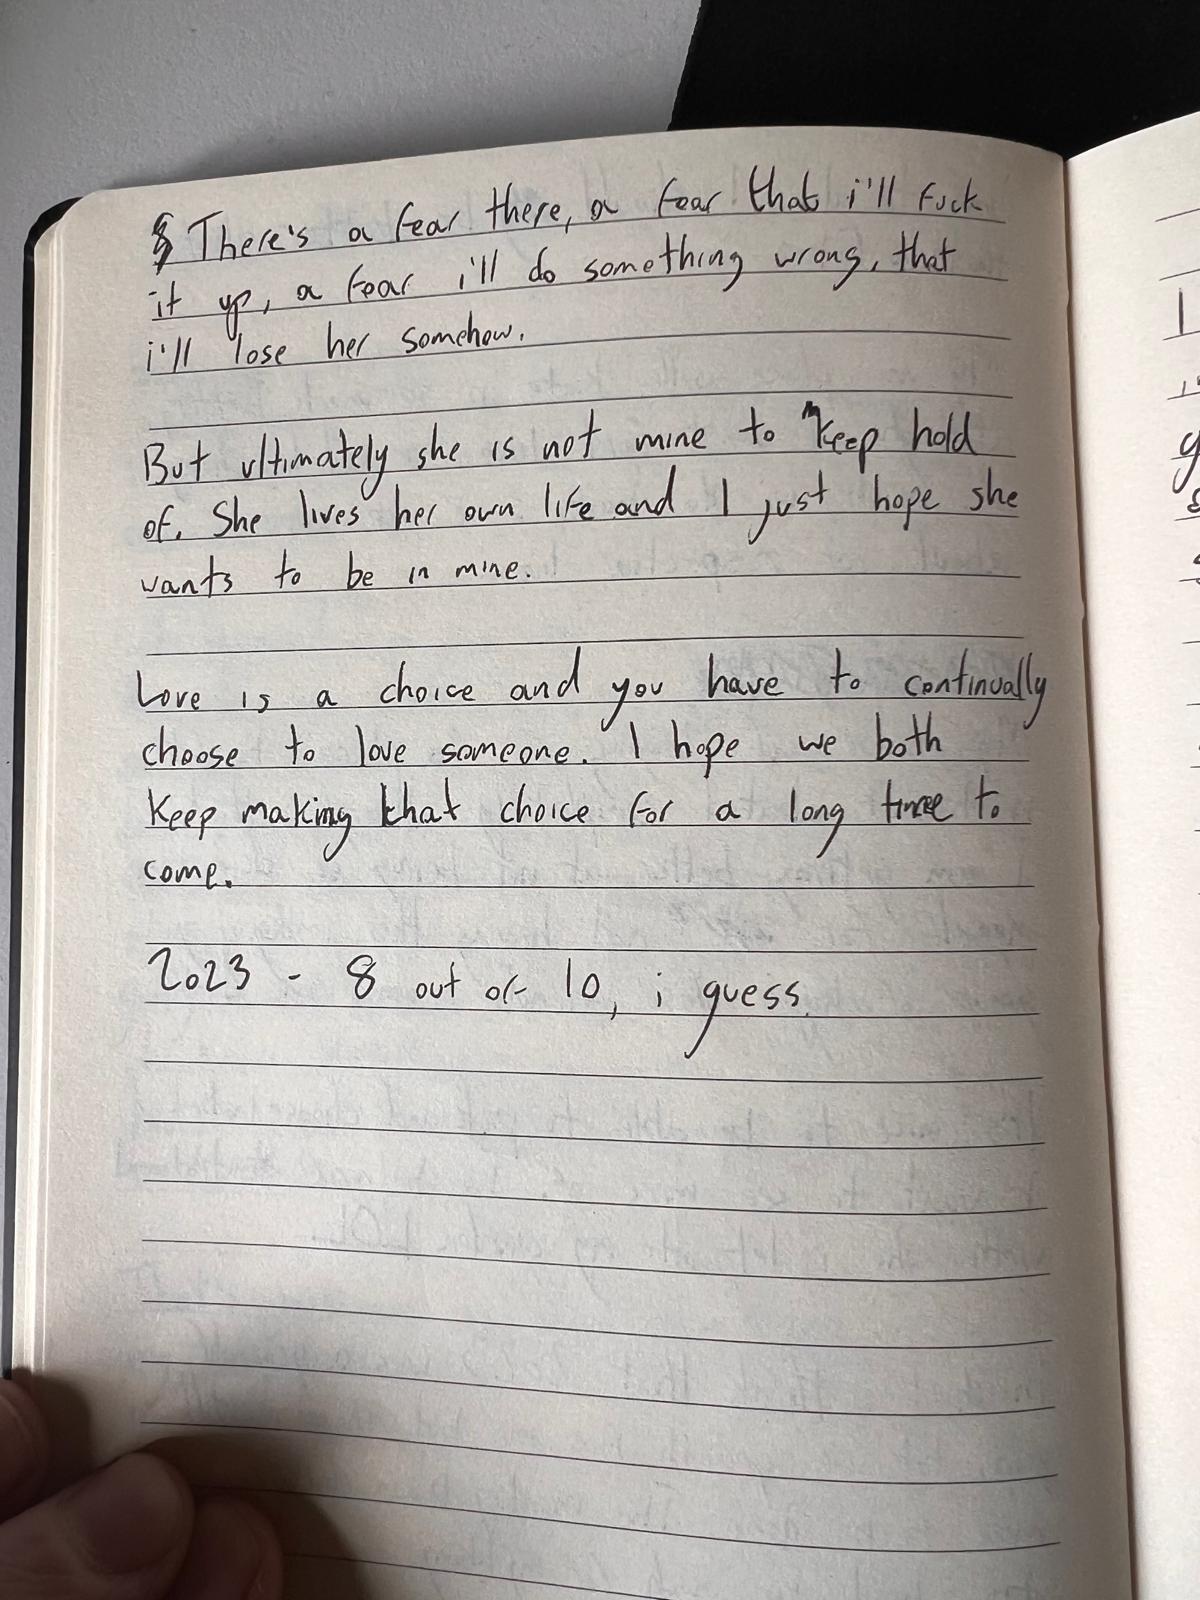 There's a fear there, a fear that i'll fuck
it up, a fear i'll do something wrong, that
i'll lose her somehow.
But ultimately she is not mine to keep hold
of. She lives her own life and I just hope she
wants to be in mine.
Love is a choice and you have to continually
choose to love someone. I hope we both
keep making that choice for a long time to
come.
2023 - 8 out of 10, i guess.